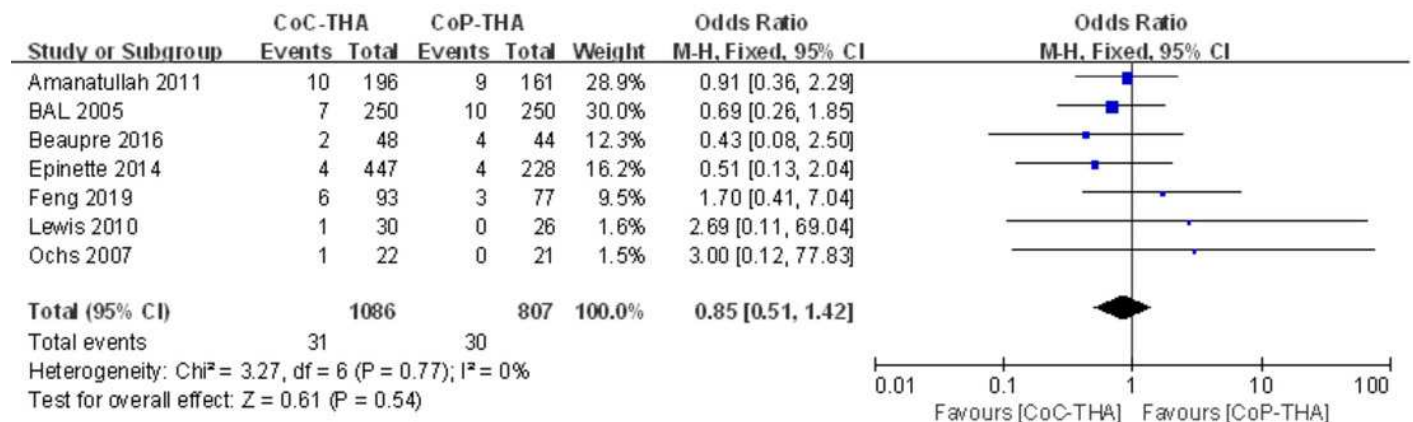 CoC-THA CoP-THA Odds Ratio Odds Ratio
Study or Subgroup Events Total Events Total Weight M-H, Fixed, 95% CI M-H, Fixed, 95% CI
Amanatullah 2011 10 196 9 161 28.9% 0.91 [0.36, 2.29]
BAL 2005 7 250 10 250 30.0% 0.69 [0.26, 1.85]
Beaupre 2016 2 48 4 44 12.3% 0.43 [0.08, 2.50]
Epinette 2014 4 447 4 228 16.2% 0.51 [0.13, 2.04]
Feng 2019 6 93 3 77 9.5% 1.70 [0.41, 7.04]
Lewis 2010 1 30 0 26 1.6% 2.69 [0.11, 69.04]
Ochs 2007 1 22 0 21 1.5% 3.00 [0.12, 77.83]
Total (95% CI) 1086 807 100.0% 0.85 [0.51, 1.42]
Total events 31 30
Heterogeneity: Chi² = 3.27, df = 6 (P = 0.77); I² = 0%
Test for overall effect: Z = 0.61 (P = 0.54)
0.01 0.1 1 10 100
Favours [CoC-THA] Favours [CoP-THA]